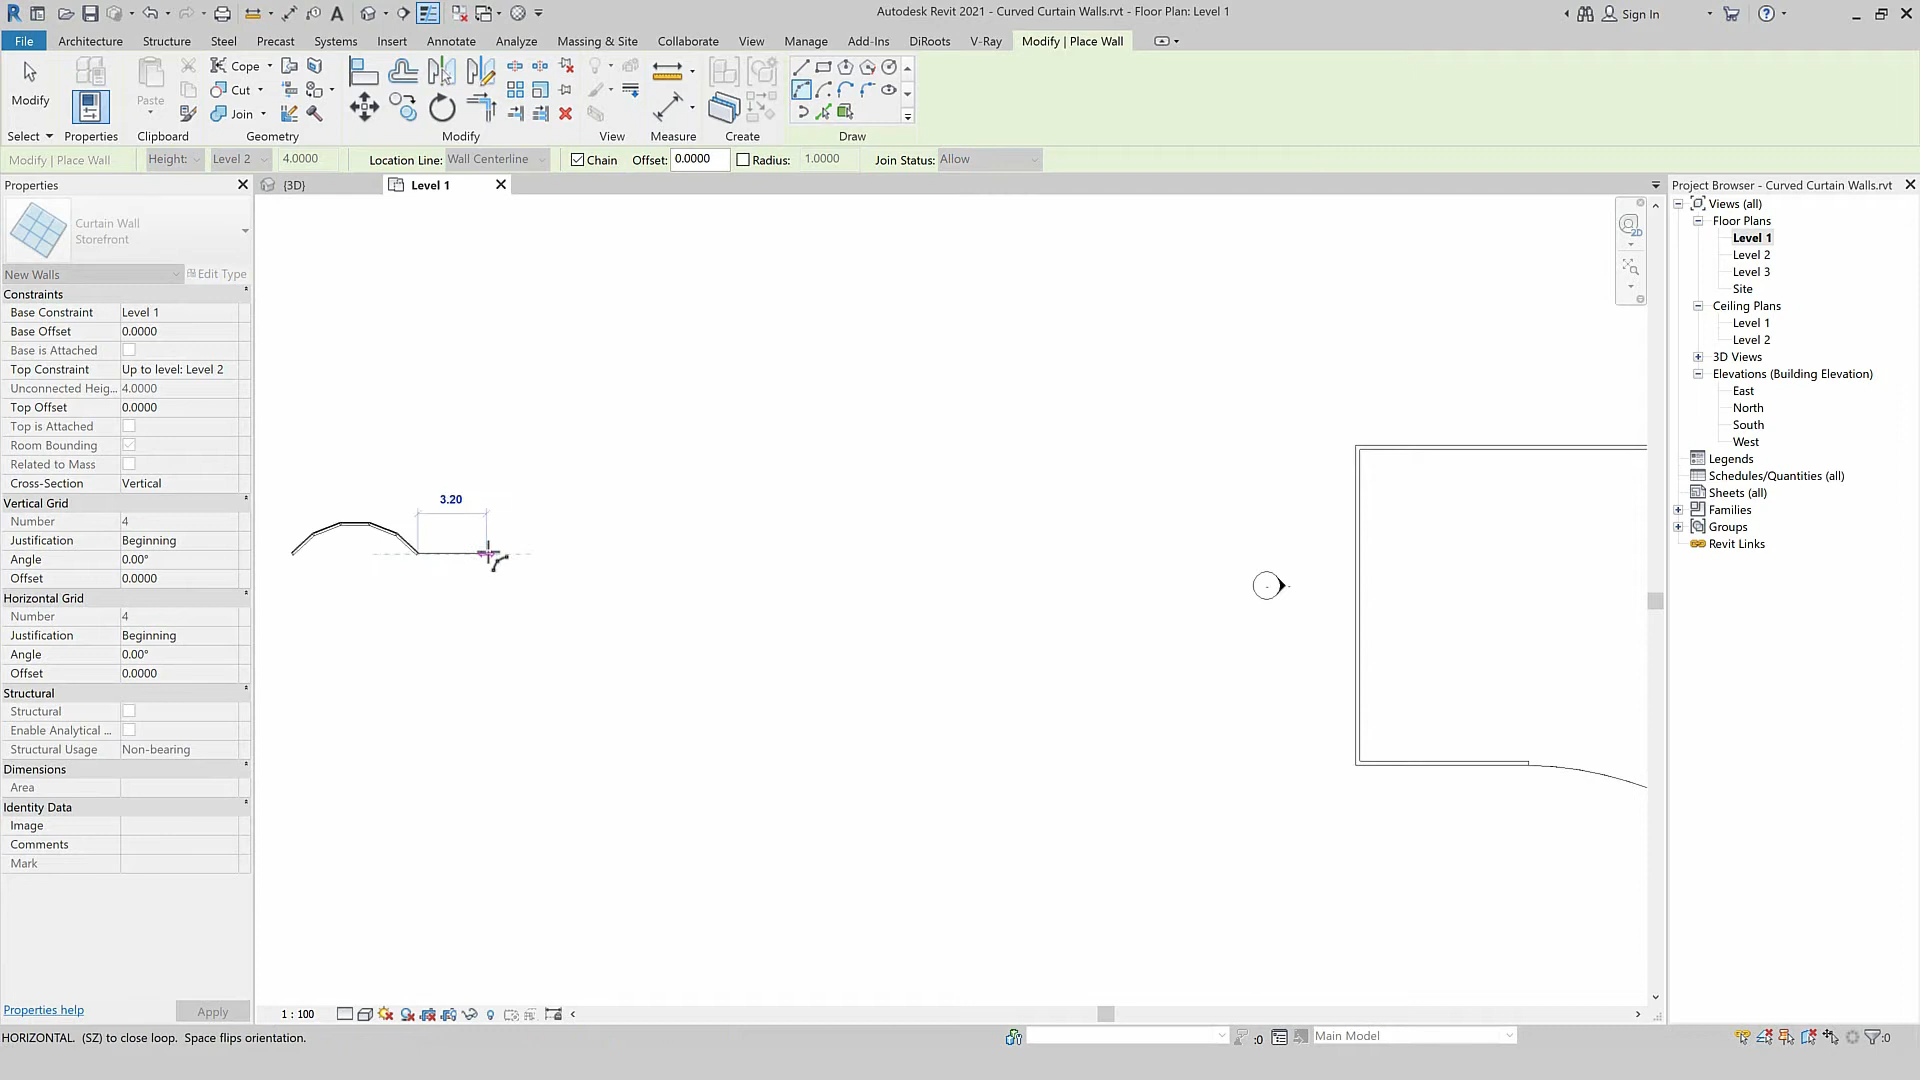 Autodesk Revit 2021 - Curved Curtain Walls.rvt - Floor Plan: Level 1
Sign In
File Architecture Structure Steel Precast Systems Insert Annotate Analyze Massing & Site Collaborate View Manage Add-Ins DiRoots V-Ray Modify | Place Wall
Cope
Cut
Join
Modify Paste
Select Properties Clipboard Geometry Modify View Measure Create Draw
Modify | Place Wall Height: Level 2 4.0000 Location Line: Wall Centerline Chain Offset: 0.0000 Radius: 1.0000 Join Status: Allow
Properties
{3D} Level 1
Project Browser - Curved Curtain Walls.rvt
Curtain Wall
Storefront
New Walls Edit Type
Constraints
Base Constraint Level 1
Base Offset 0.0000
Base is Attached
Top Constraint Up to level: Level 2
Unconnected Heig... 4.0000
Top Offset 0.0000
Top is Attached
Room Bounding
Related to Mass
Cross-Section Vertical
Vertical Grid
Number 4
Justification Beginning
Angle 0.00°
Offset 0.0000
Horizontal Grid
Number 4
Justification Beginning
Angle 0.00°
Offset 0.0000
Structural
Structural
Enable Analytical ...
Structural Usage Non-bearing
Dimensions
Area
Identity Data
Image
Comments
Mark
Properties help Apply
3.20
2D
Views (all)
Floor Plans
Level 1
Level 2
Level 3
Site
Ceiling Plans
Level 1
Level 2
3D Views
Elevations (Building Elevation)
East
North
South
West
Legends
Schedules/Quantities (all)
Sheets (all)
Families
Groups
Revit Links
1 : 100
HORIZONTAL. (SZ) to close loop. Space flips orientation.
:0 Main Model :0